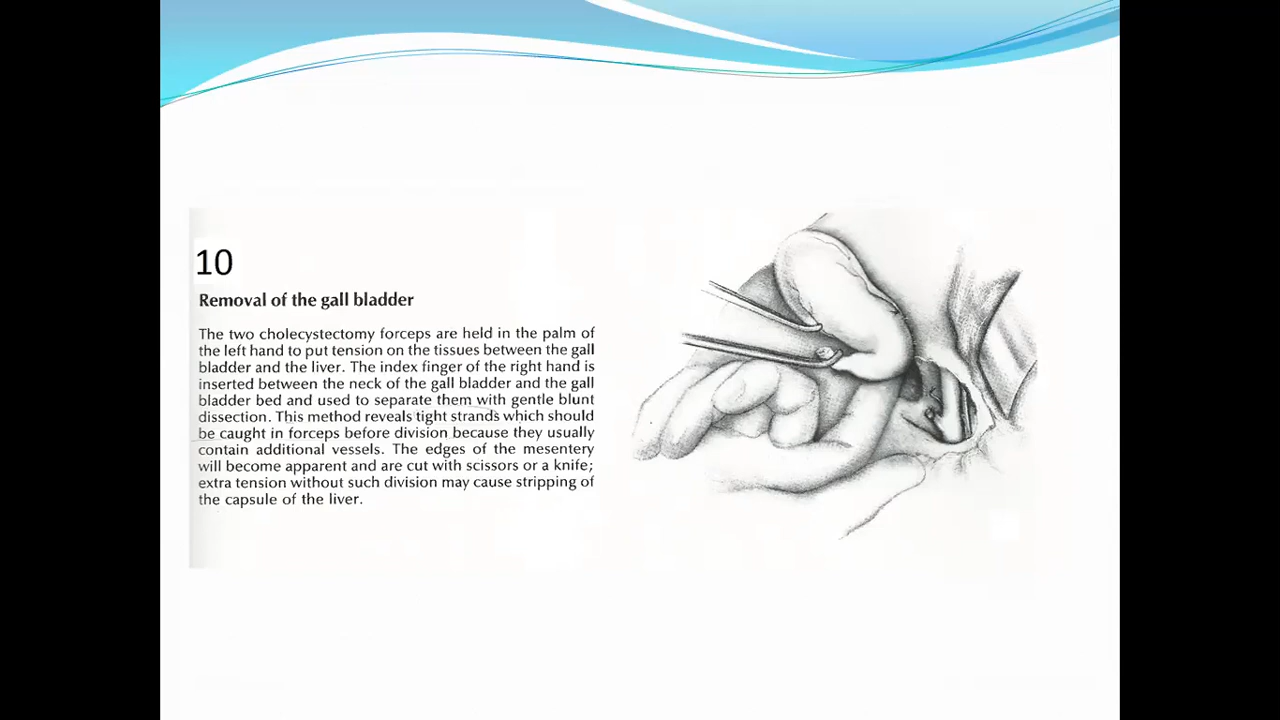 10
Removal of the gall bladder
The two cholecystectomy forceps are held in the palm of
the left hand to put tension on the tissues between the gall
bladder and the liver. The index finger of the right hand is
inserted between the neck of the gall bladder and the gall
bladder bed and used to separate them with gentle blunt
dissection. This method reveals tight strands which should
be caught in forceps before division because they usually
contain additional vessels. The edges of the mesentery
will become apparent and are cut with scissors or a knife;
extra tension without such division may cause stripping of
the capsule of the liver.